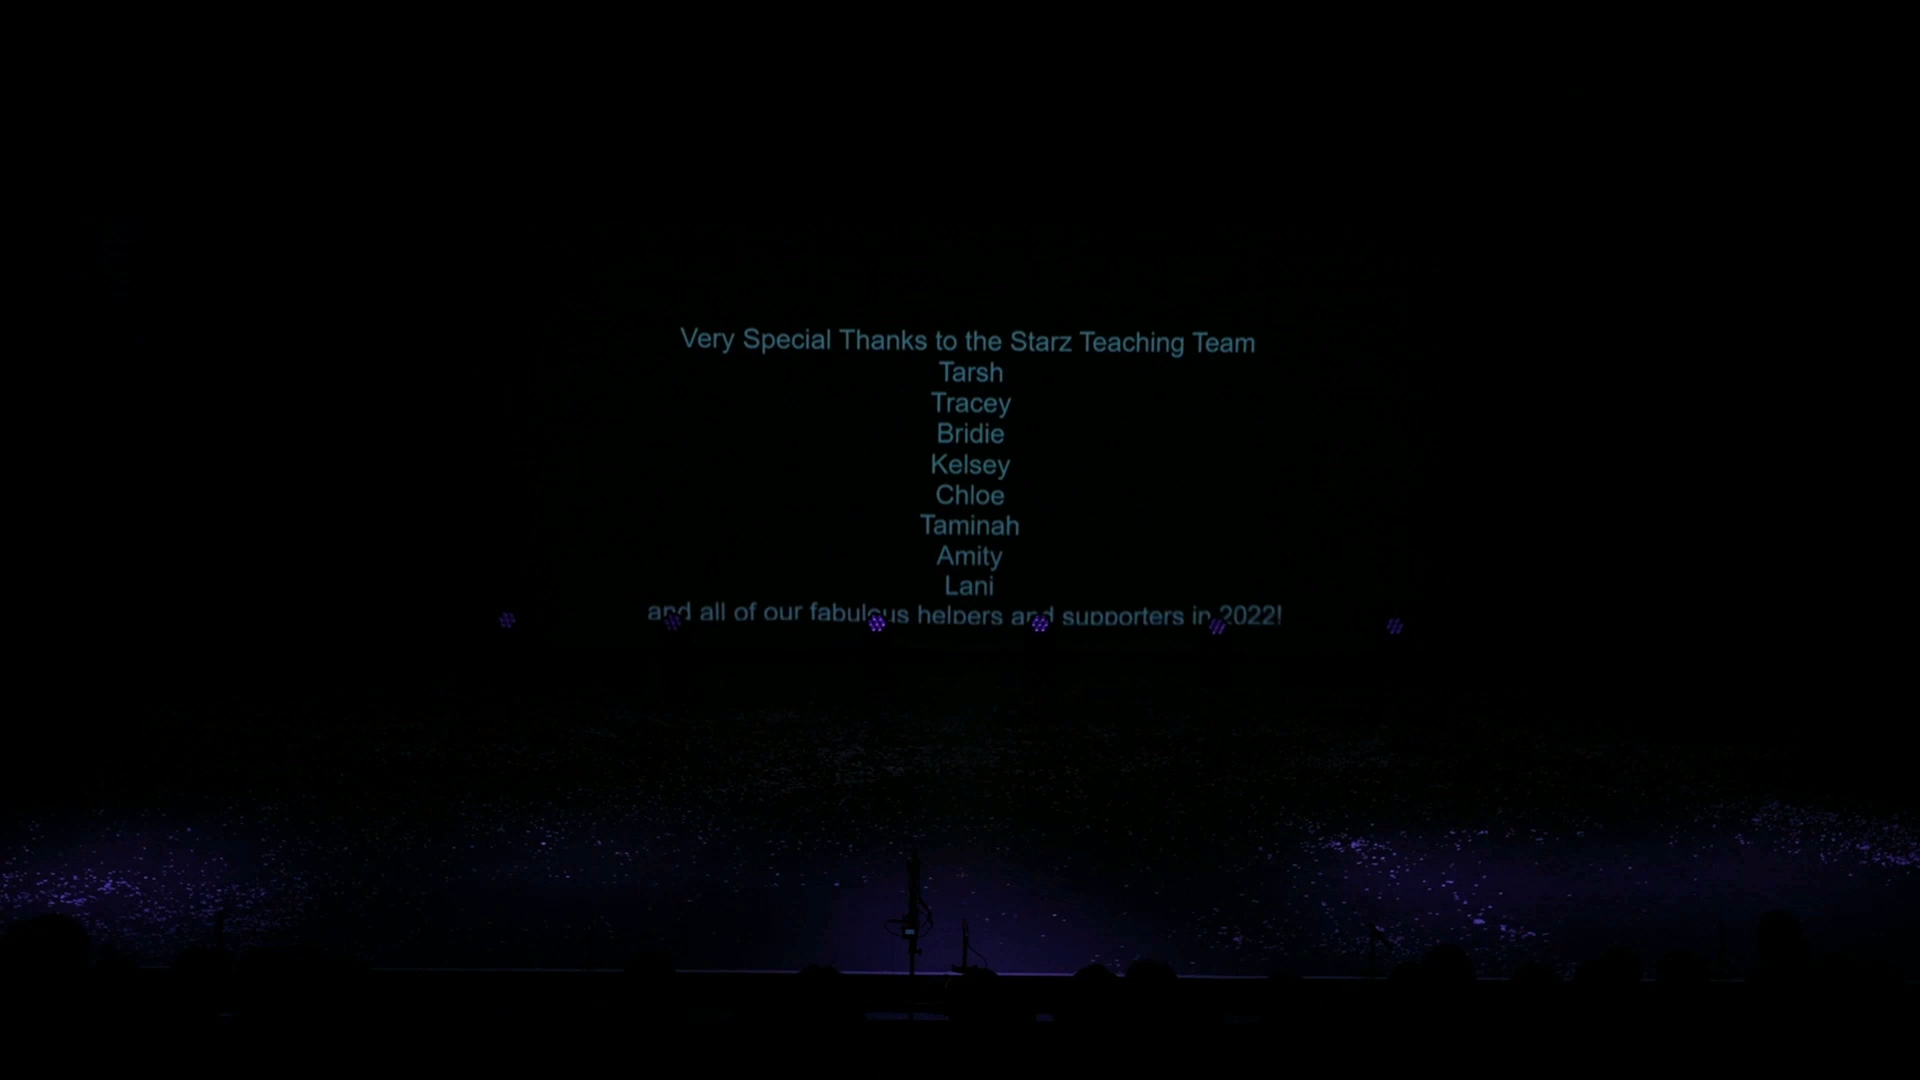 Very Special Thanks to the Starz Teaching Team
Tarsh
Tracey
Bridie
Kelsey
Chloe
Taminah
Amity
Lani
and all of our fabulous helpers and supporters in 2022!